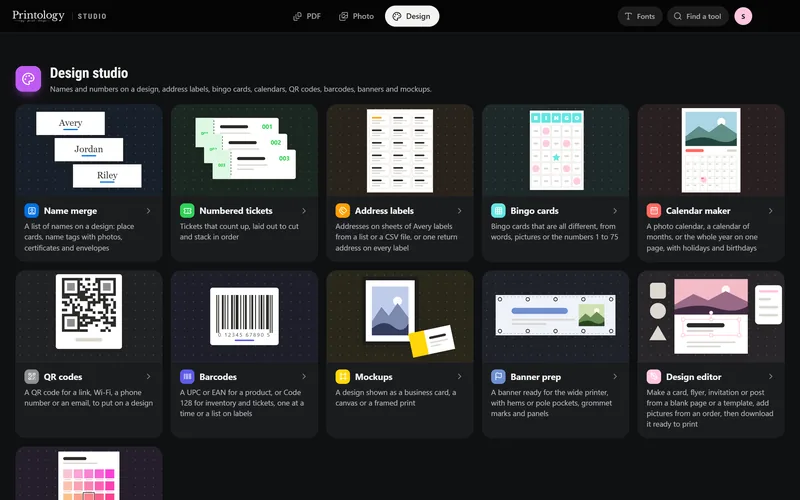 Printology
STUDIO
PDF
Photo
Design
Fonts
Find a tool
S
Design studio
Names and numbers on a design, address labels, bingo cards, calendars, QR codes, barcodes, banners and mockups.
Avery
Jordan
Riley
001
002
003
BINGO
Name merge
A list of names on a design: place
cards, name tags with photos,
certificates and envelopes
Numbered tickets
Tickets that count up, laid out to cut
and stack in order
Address labels
Addresses on sheets of Avery labels
from a list or a CSV file, or one return
address on every label
Bingo cards
Bingo cards that are all different, from
words, pictures or the numbers 1 to 75
Calendar maker
A photo calendar, a calendar of
months, or the whole year on one
page, with holidays and birthdays
0 12345 67890 5
QR codes
A QR code for a link, Wi-Fi, a phone
number or an email, to put on a design
Barcodes
A UPC or EAN for a product, or Code
128 for inventory and tickets, one at a
time or a list on labels
Mockups
A design shown as a business card, a
canvas or a framed print
Banner prep
A banner ready for the wide printer,
with hems or pole pockets, grommet
marks and panels
Design editor
Make a card, flyer, invitation or post
from a blank page or a template, add
pictures from an order, then download
it ready to print